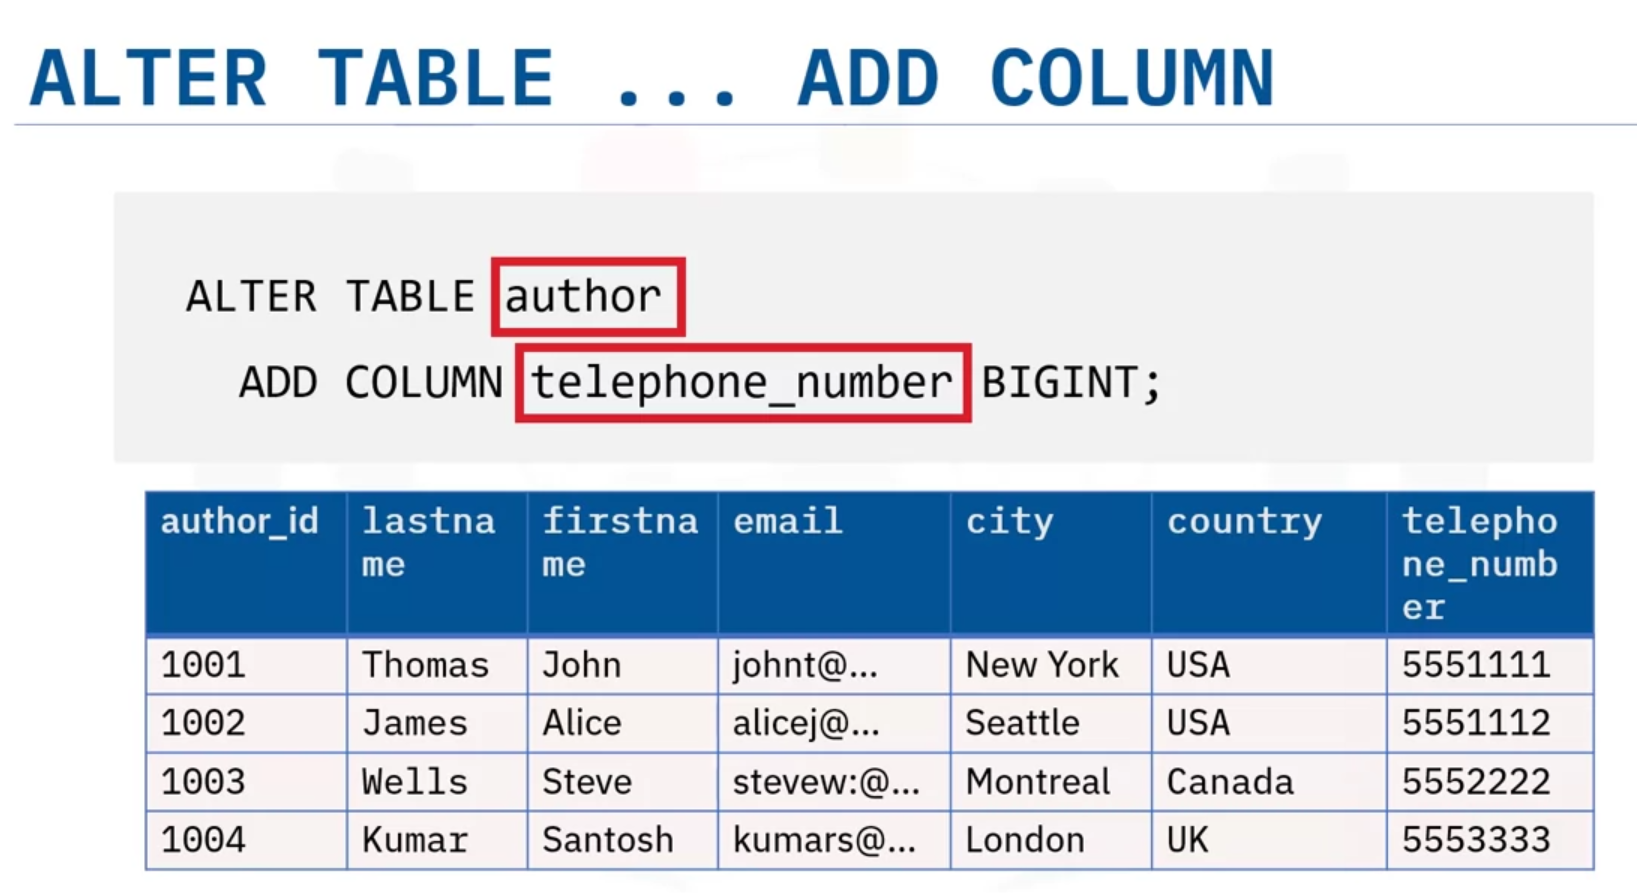 ALTER TABLE ... ADD COLUMN
ALTER TABLE author
ADD COLUMN telephone_number BIGINT;
author_id lastna firstna email city country telepho
me me ne_numb
er
1001 Thomas John johnt@... New York USA 5551111
1002 James Alice alicej@... Seattle USA 5551112
1003 Wells Steve stevew:@... Montreal Canada 5552222
1004 Kumar Santosh kumars@... London UK 5553333